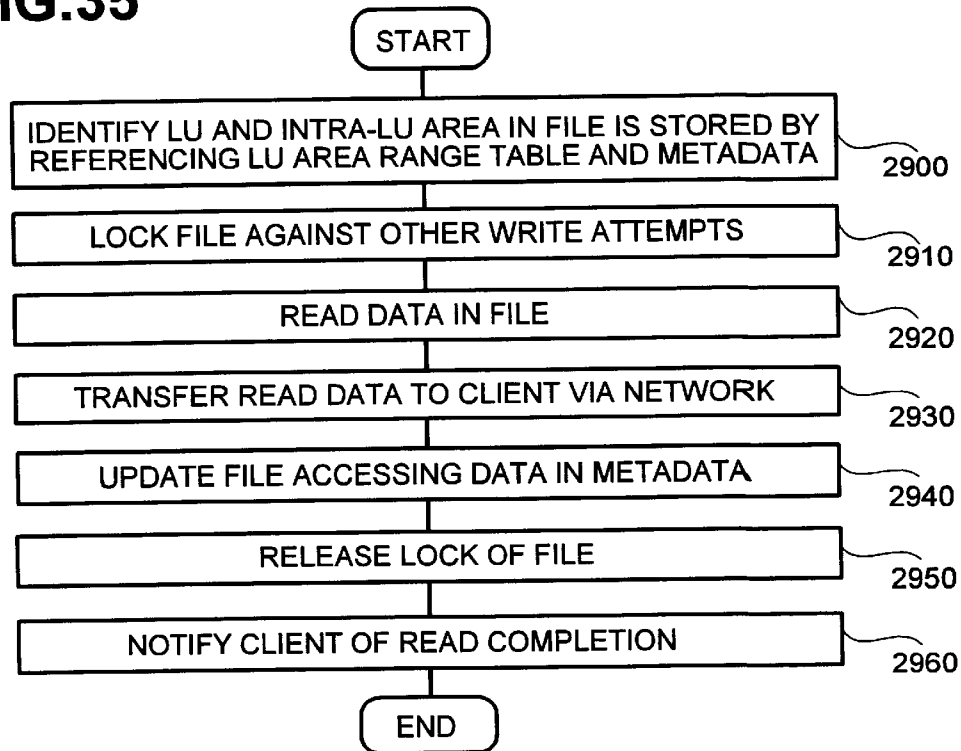 IG.35
START
IDENTIFY LU AND INTRA-LU AREA IN FILE IS STORED BY
REFERENCING LU AREA RANGE TABLE AND METADATA
2900
LOCK FILE AGAINST OTHER WRITE ATTEMPTS
2910
READ DATA IN FILE
2920
TRANSFER READ DATA TO CLIENT VIA NETWORK
2930
UPDATE FILE ACCESSING DATA IN METADATA
2940
RELEASE LOCK OF FILE
2950
NOTIFY CLIENT OF READ COMPLETION
2960
END